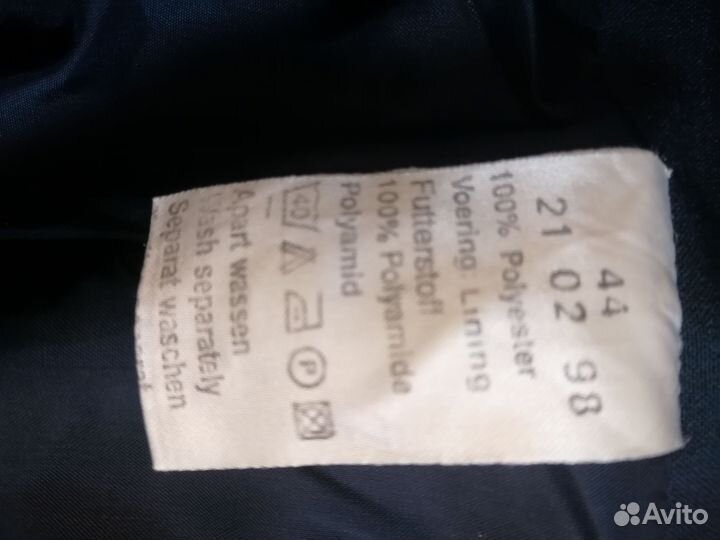 44
21 02 98
100% Polyester
Voering. Lining
Futterstoff
100% Polyamide
Polyamid
40 P
Apart wassen
Wash separately
Separat waschen
Avito